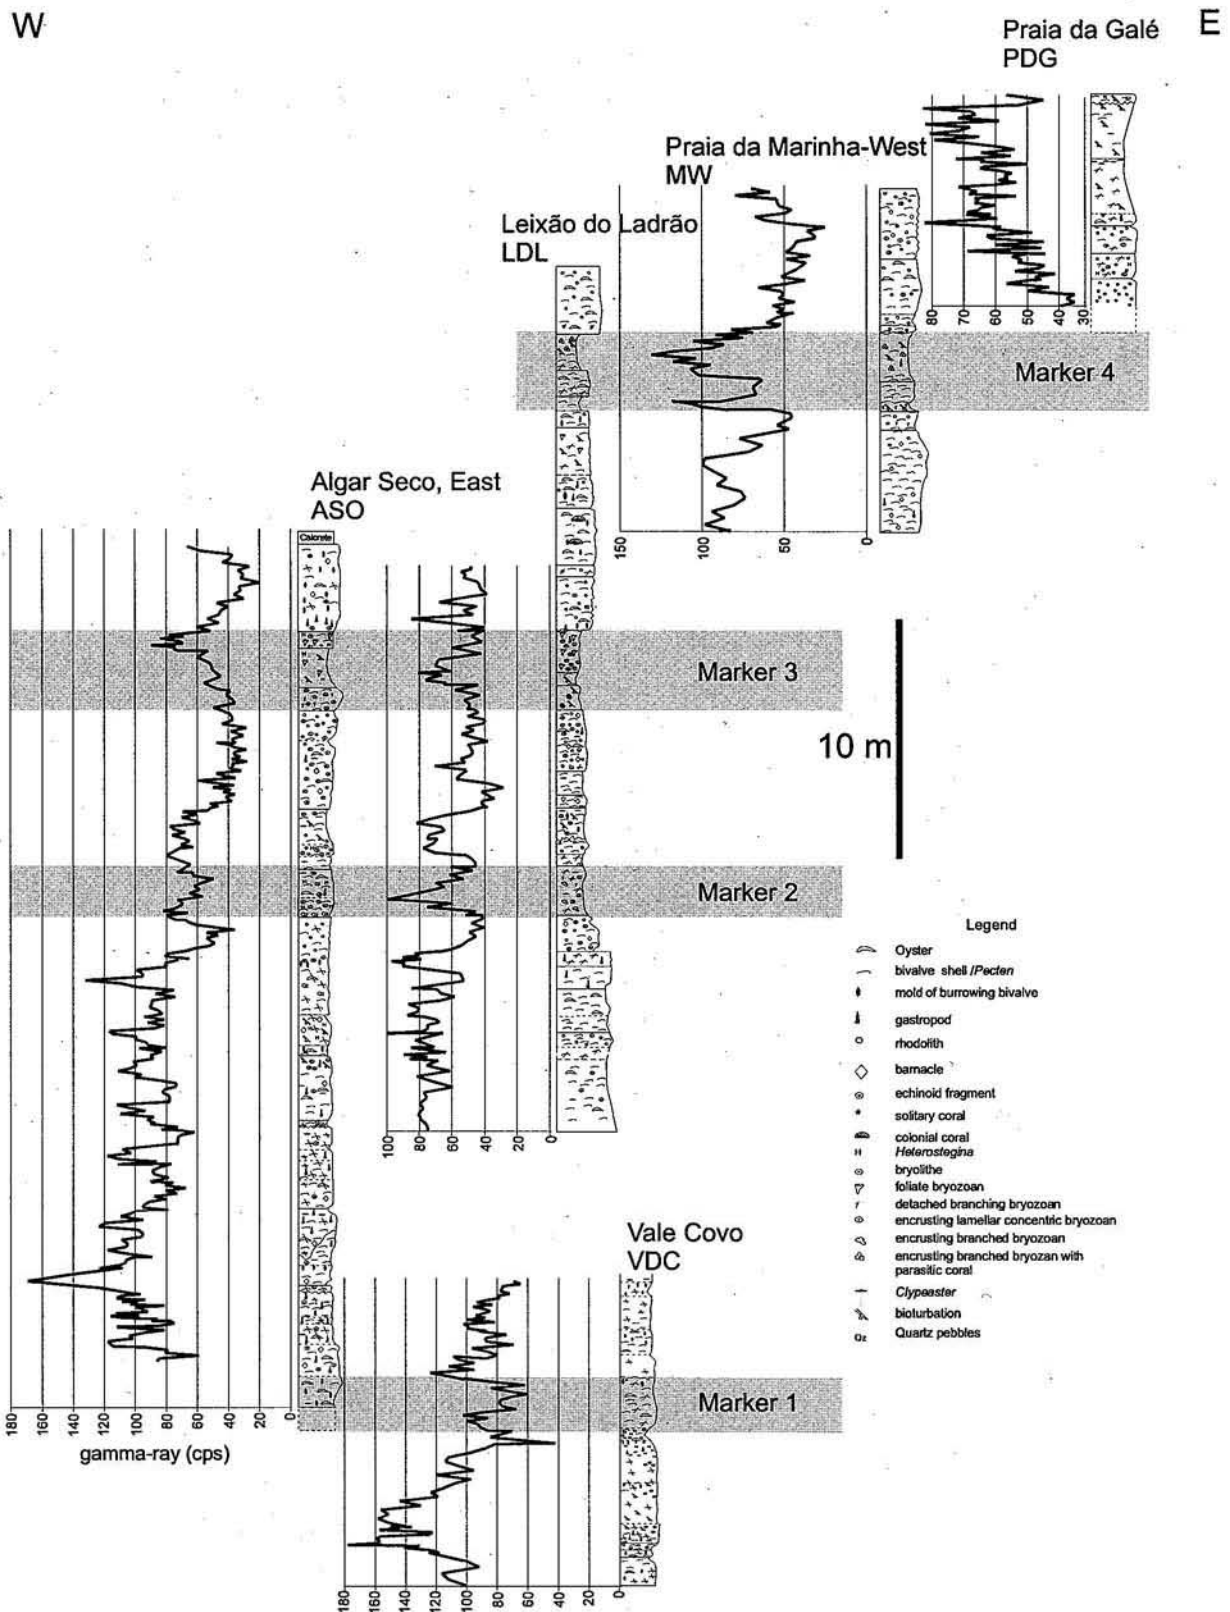 W
E
Praia da Galé
PDG
Praia da Marinha-West
MW
Leixão do Ladrão
LDL
80
70
60
50
40
30
Marker 4
150
100
50
0
Algar Seco, East
ASO
Calcrete
Marker 3
10 m
Marker 2
100
80
60
40
20
0
Marker 1
180
160
140
120
100
80
60
40
20
0
gamma-ray (cps)
Vale Covo
VDC
180
160
140
120
100
80
60
40
20
0
Legend
Oyster
bivalve shell /Pecten
mold of burrowing bivalve
gastropod
rhodolith
barnacle
echinoid fragment
solitary coral
colonial coral
H Heterostegina
bryolithe
foliate bryozoan
detached branching bryozoan
encrusting lamellar concentric bryozoan
encrusting branched bryozoan
encrusting branched bryozan with
parasitic coral
Clypeaster
bioturbation
Qz Quartz pebbles